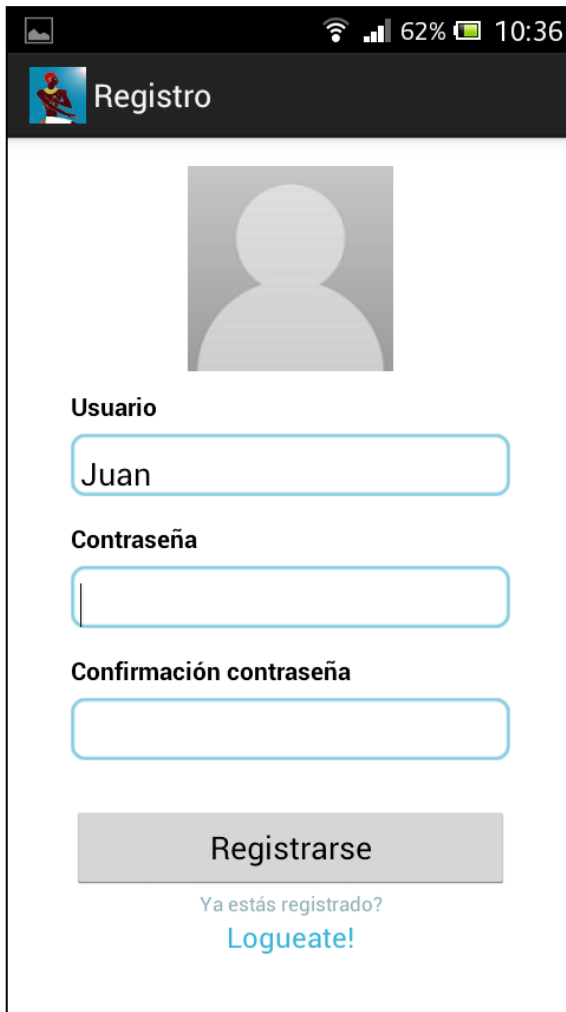 62% 10:36
Registro
Usuario
Juan
Contraseña
Confirmación contraseña
Registrarse
Ya estás registrado?
Logueate!